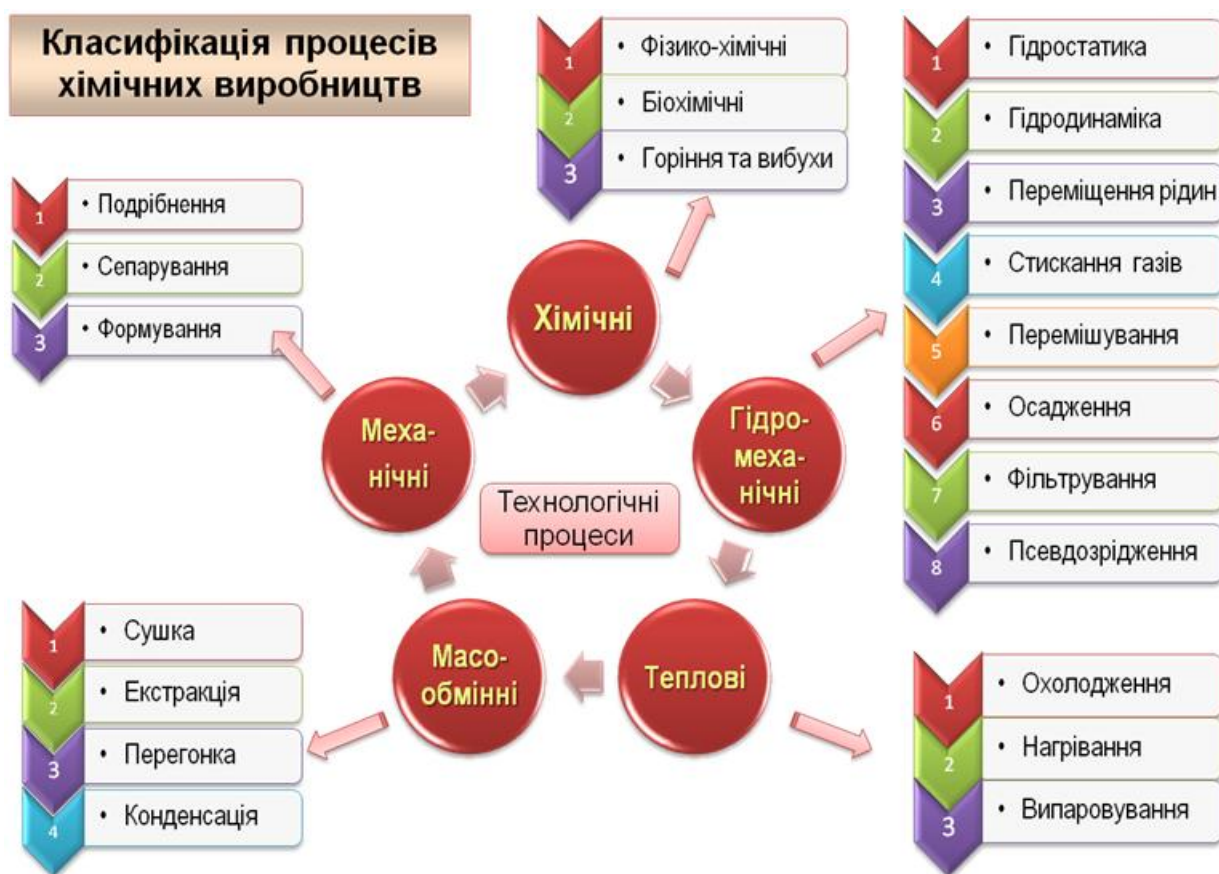 Класифікація процесів
хімічних виробництв
1
• Фізико-хімічні
2
• Біохімічні
3
• Горіння та вибухи
1
• Гідростатика
2
• Гідродинаміка
3
• Переміщення рідин
4
• Стискання газів
5
• Перемішування
6
• Осадження
7
• Фільтрування
8
• Псевдозрідження
1
• Подрібнення
2
• Сепарування
3
• Формування
Хімічні
Меха-
нічні
Гідро-
меха-
нічні
Технологічні
процеси
Масо-
обмінні
Теплові
1
• Сушка
2
• Екстракція
3
• Перегонка
4
• Конденсація
1
• Охолодження
2
• Нагрівання
3
• Випаровування